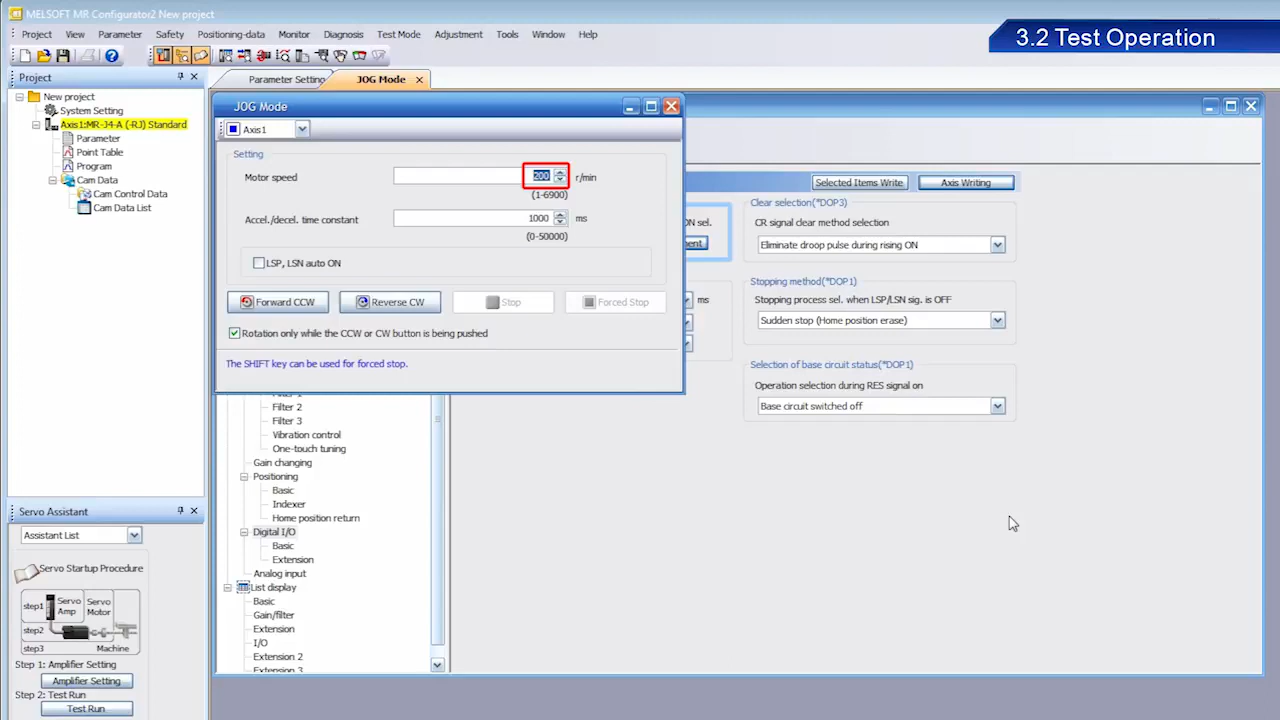 MELSOFT MR Configurator2 New project
3.2 Test Operation
Project View Parameter Safety Positioning-data Monitor Diagnosis Test Mode Adjustment Tools Window Help
Project
Parameter Setting
JOG Mode
New project
System Setting
Axis1:MR-J4-A (-RJ) Standard
Parameter
Point Table
Program
Cam Data
Cam Control Data
Cam Data List
JOG Mode
Axis1
Setting
Motor speed 200 r/min
(1-6900)
Accel./decel. time constant 1000 ms
(0-50000)
LSP, LSN auto ON
Forward CCW Reverse CW Stop Forced Stop
Rotation only while the CCW or CW button is being pushed
The SHIFT key can be used for forced stop.
Selected Items Write Axis Writing
ON sel.
ms
Clear selection(*DOP3)
CR signal clear method selection
Eliminate droop pulse during rising ON
Stopping method(*DOP1)
Stopping process sel. when LSP/LSN sig. is OFF
Sudden stop (Home position erase)
Selection of base circuit status(*DOP1)
Operation selection during RES signal on
Base circuit switched off
Filter 2
Filter 3
Vibration control
One-touch tuning
Gain changing
Positioning
Basic
Indexer
Home position return
Digital I/O
Basic
Extension
Analog input
List display
Basic
Gain/filter
Extension
I/O
Extension 2
Extension 3
Servo Assistant
Assistant List
Servo Startup Procedure
step1 Servo Amp Servo Motor
step2
step3 Machine
Step 1: Amplifier Setting
Amplifier Setting
Step 2: Test Run
Test Run